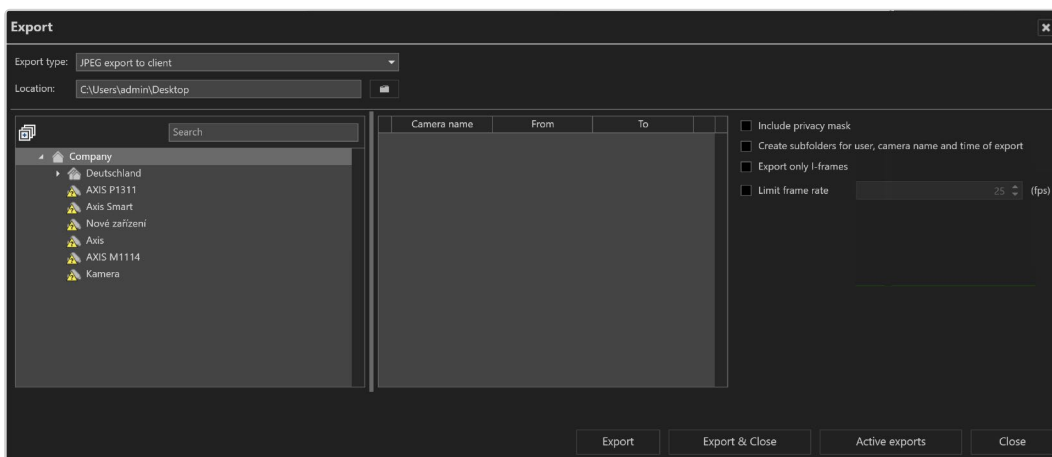 Export
Export type: JPEG export to client
Location: C:\Users\admin\Desktop
Search
Company
Deutschland
AXIS P1311
Axis Smart
Nové zařízení
Axis
AXIS M1114
Kamera
Camera name From To
Include privacy mask
Create subfolders for user, camera name and time of export
Export only I-frames
Limit frame rate 25 (fps)
Export Export & Close Active exports Close